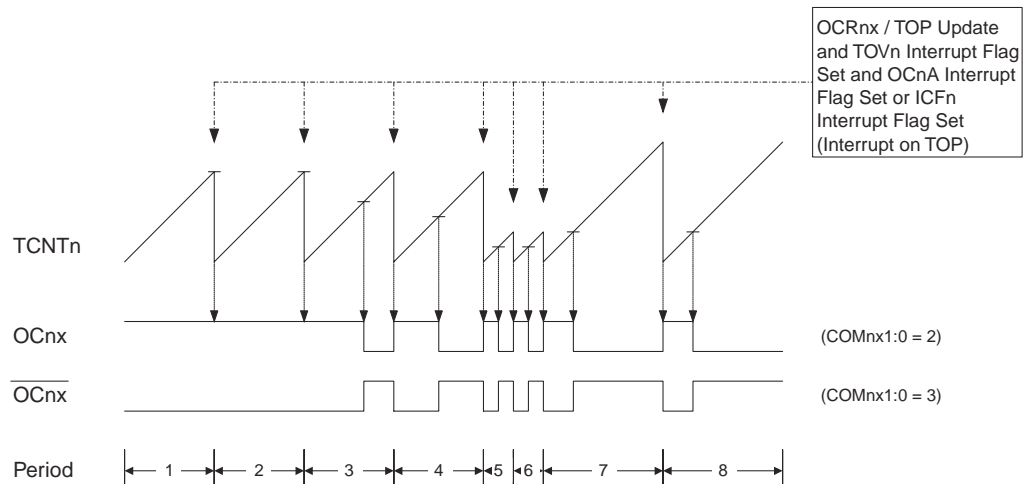 OCRnx / TOP Update
and TOVn Interrupt Flag
Set and OCnA Interrupt
Flag Set or ICFn
Interrupt Flag Set
(Interrupt on TOP)
TCNTn
OCnx
(COMnx1:0 = 2)
OCnx
(COMnx1:0 = 3)
Period 1 2 3 4 5 6 7 8